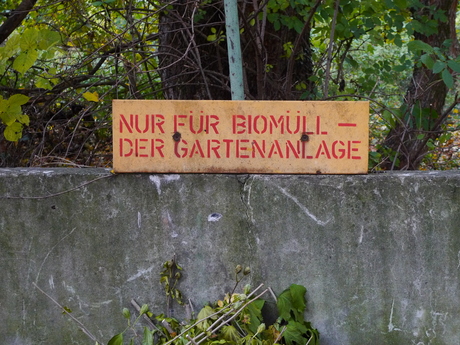 NUR FÜR BIOMÜLL –
DER GARTENANLAGE